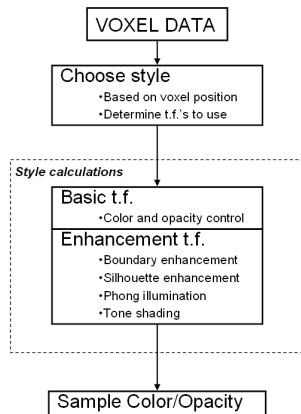 VOXEL DATA
Choose style
•Based on voxel position
•Determine t.f.'s to use
Style calculations
Basic t.f.
•Color and opacity control
Enhancement t.f.
•Boundary enhancement
•Silhouette enhancement
•Phong illumination
•Tone shading
Sample Color/Opacity